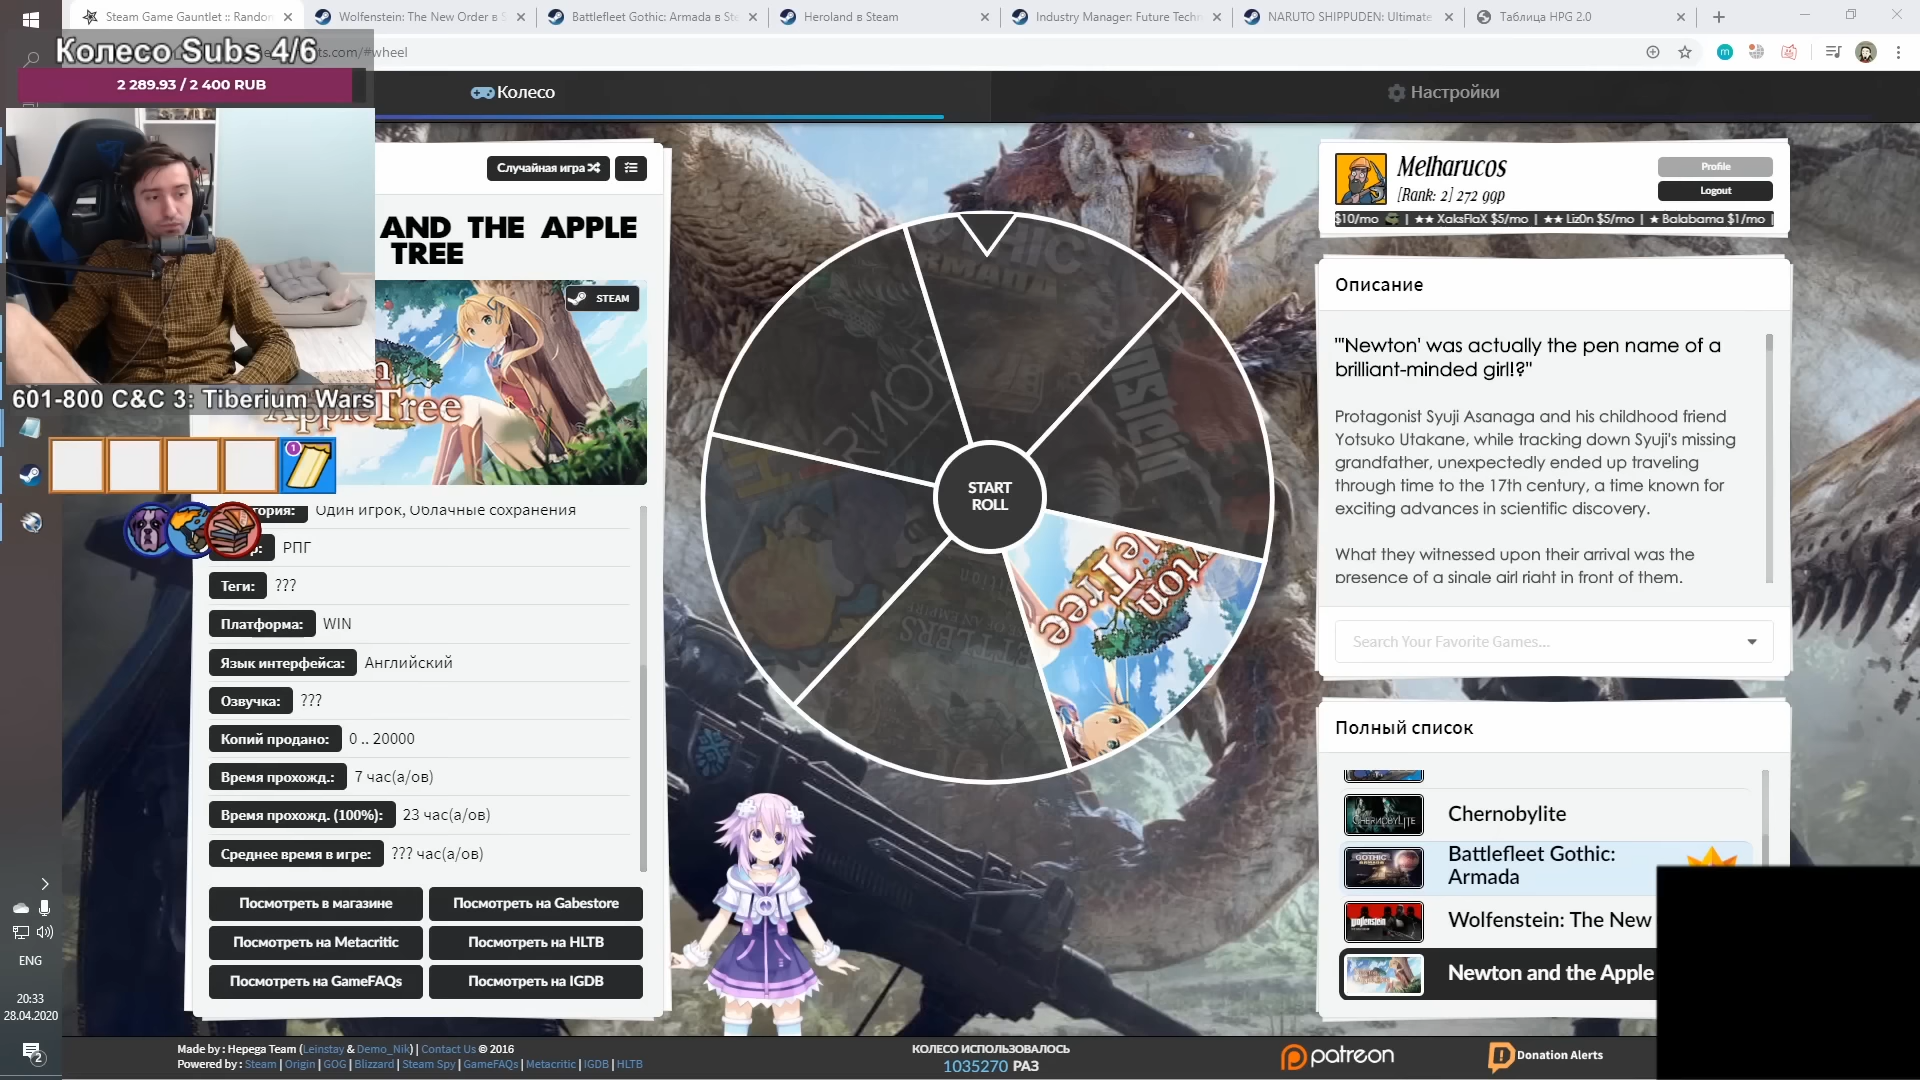 Steam Game Gauntlet :: Random
Wolfenstein: The New Order в S
Battlefleet Gothic: Armada в Ste
Heroland в Steam
Industry Manager: Future Techn
NARUTO SHIPPUDEN: Ultimate
Таблица HPG 2.0
ts.com/#wheel
Колесо Subs 4/6
2 289.93 / 2 400 RUB
Колесо
Настройки
Случайная игра
AND THE APPLE
TREE
STEAM
AppleTree
601-800 C&C 3: Tiberium Wars
1
Один игрок, Облачные сохранения
РПГ
Теги: ???
Платформа: WIN
Язык интерфейса: Английский
Озвучка: ???
Копий продано: 0 .. 20000
Время прохожд.: 7 час(а/ов)
Время прохожд. (100%): 23 час(а/ов)
Среднее время в игре: ??? час(а/ов)
Посмотреть в магазине
Посмотреть на Gabestore
Посмотреть на Metacritic
Посмотреть на HLTB
Посмотреть на GameFAQs
Посмотреть на IGDB
START
ROLL
Melharucos
[Rank: 2] 272 ggp
Profile
Logout
$10/mo | ★★ XaksFlaX $5/mo | ★★ Liz0n $5/mo | ★ Balabama $1/mo |
Описание
"'Newton' was actually the pen name of a
brilliant-minded girl!?"
Protagonist Syuji Asanaga and his childhood friend
Yotsuko Utakane, while tracking down Syuji's missing
grandfather, unexpectedly ended up traveling
through time to the 17th century, a time known for
exciting advances in scientific discovery.
What they witnessed upon their arrival was the
presence of a single girl right in front of them.
Search Your Favorite Games...
Полный список
Chernobylite
Battlefleet Gothic:
Armada
Wolfenstein: The New
Newton and the Apple
ENG
20:33
28.04.2020
2
Made by : Hepega Team (Leinstay & Demo_Nik) | Contact Us © 2016
Powered by : Steam | Origin | GOG | Blizzard | Steam Spy | GameFAQs | Metacritic | IGDB | HLTB
КОЛЕСО ИСПОЛЬЗОВАЛОСЬ
1035270 РАЗ
patreon
Donation Alerts